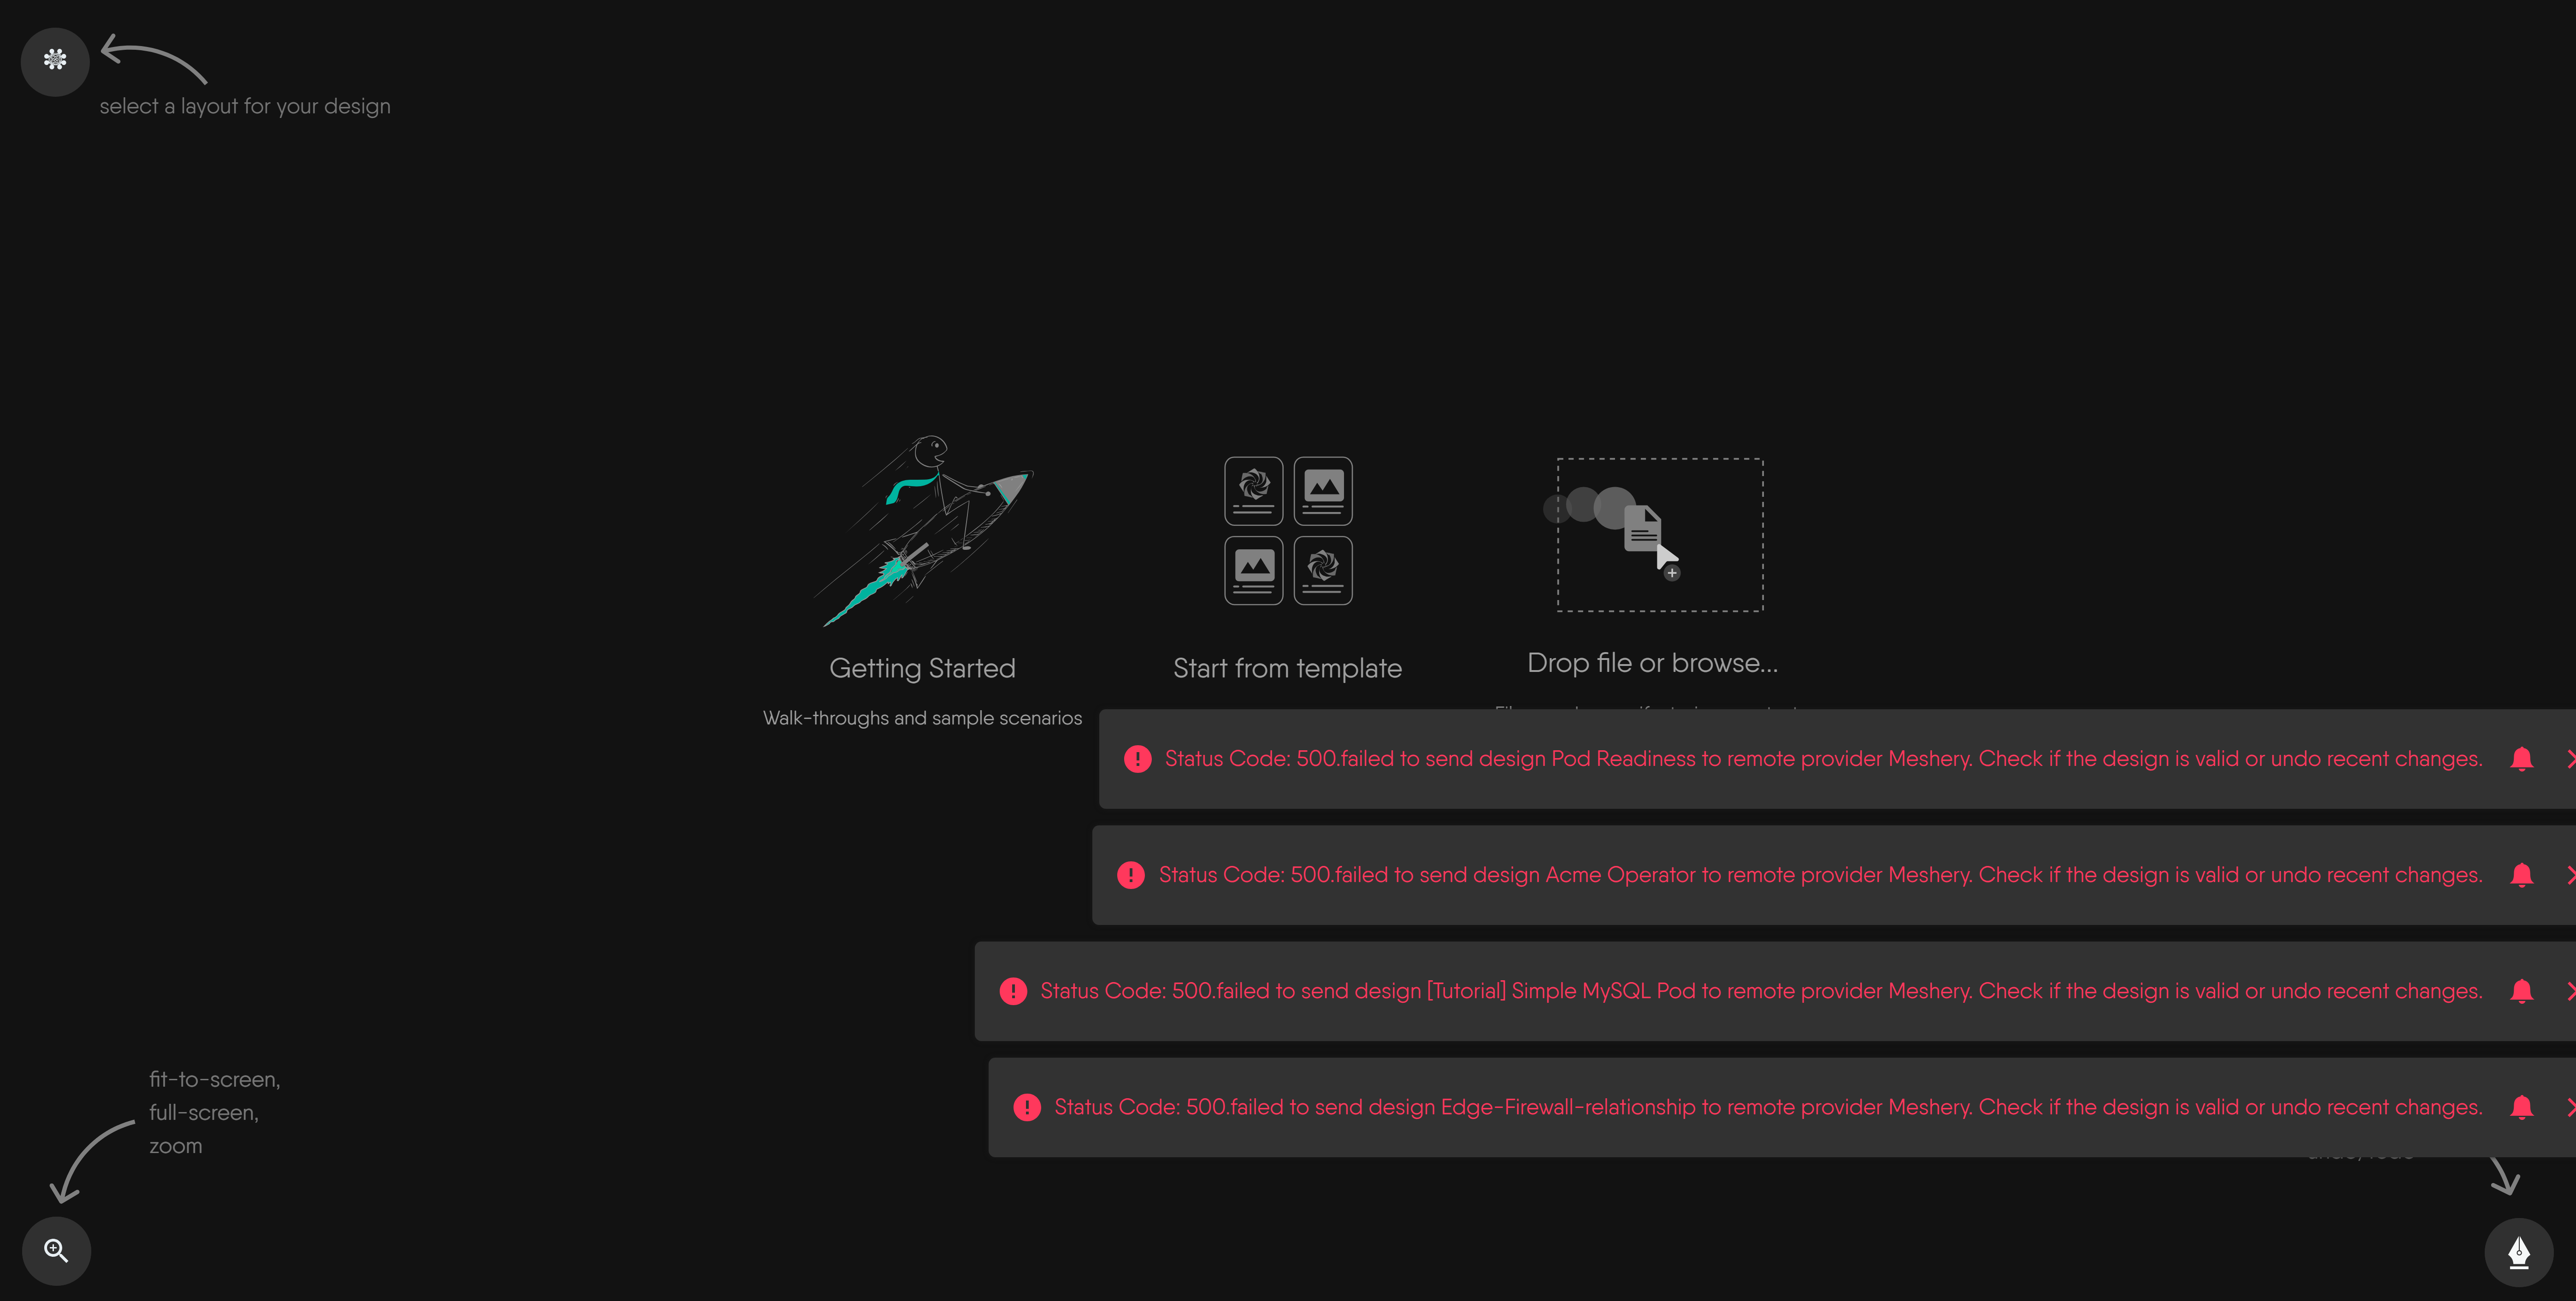 select a layout for your design
Getting Started
Start from template
Drop file or browse...
Walk-throughs and sample scenarios
Status Code: 500.failed to send design Pod Readiness to remote provider Meshery. Check if the design is valid or undo recent changes.
Status Code: 500.failed to send design Acme Operator to remote provider Meshery. Check if the design is valid or undo recent changes.
Status Code: 500.failed to send design [Tutorial] Simple MySQL Pod to remote provider Meshery. Check if the design is valid or undo recent changes.
Status Code: 500.failed to send design Edge-Firewall-relationship to remote provider Meshery. Check if the design is valid or undo recent changes.
fit-to-screen,
full-screen,
zoom